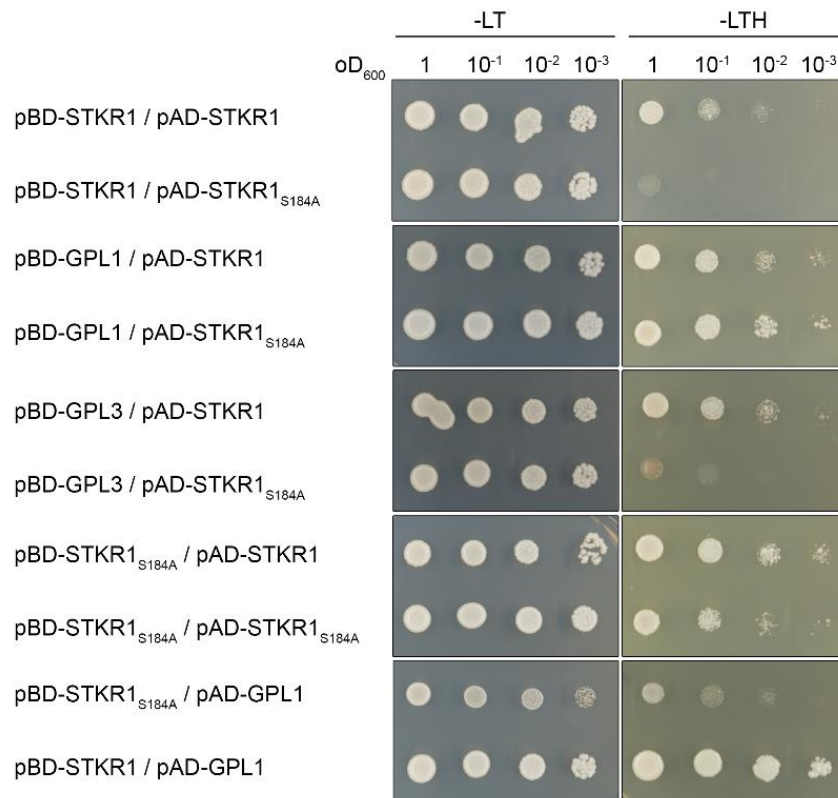 -LT -LTH
oD₆₀₀ 1 10⁻¹ 10⁻² 10⁻³ 1 10⁻¹ 10⁻² 10⁻³
pBD-STKR1 / pAD-STKR1
pBD-STKR1 / pAD-STKR1S184A
pBD-GPL1 / pAD-STKR1
pBD-GPL1 / pAD-STKR1S184A
pBD-GPL3 / pAD-STKR1
pBD-GPL3 / pAD-STKR1S184A
pBD-STKR1S184A / pAD-STKR1
pBD-STKR1S184A / pAD-STKR1S184A
pBD-STKR1S184A / pAD-GPL1
pBD-STKR1 / pAD-GPL1